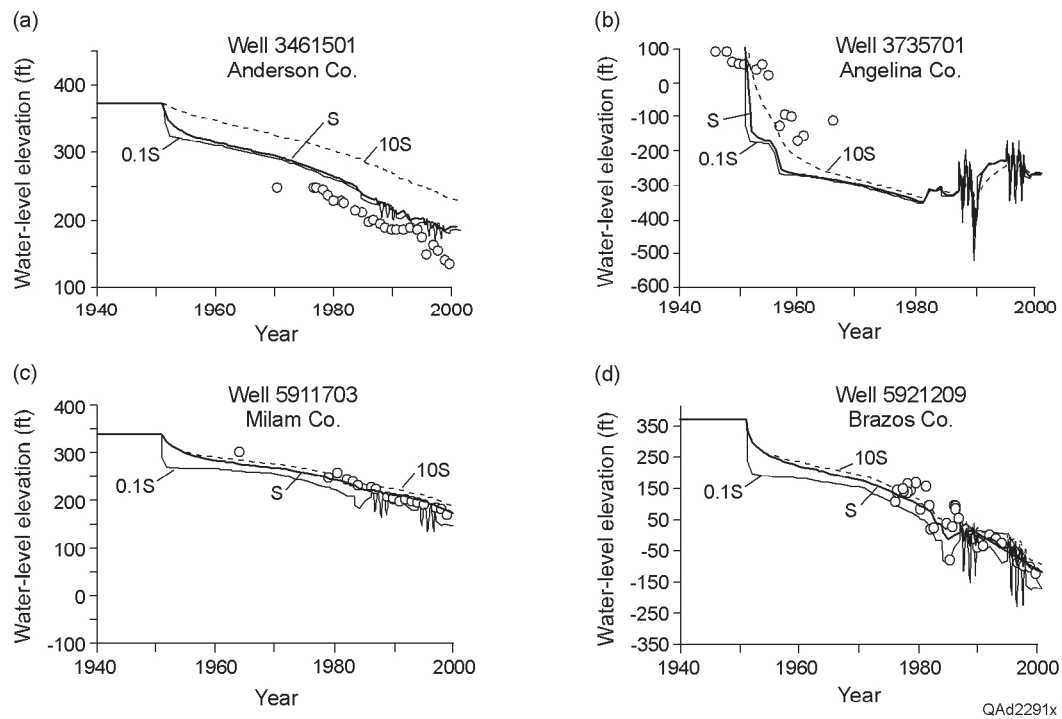 (a)
Well 3461501
Anderson Co.
Water-level elevation (ft)
400
300
200
100
S
10S
0.1S
1940 1960 1980 2000
Year
(b)
Well 3735701
Angelina Co.
Water-level elevation (ft)
100
0
-100
-200
-300
-400
-500
-600
S
0.1S
10S
1940 1960 1980 2000
Year
(c)
Well 5911703
Milam Co.
Water-level elevation (ft)
400
300
200
100
0
-100
10S
0.1S
S
1940 1960 1980 2000
Year
(d)
Well 5921209
Brazos Co.
Water-level elevation (ft)
350
250
150
50
-50
-150
-250
-350
10S
0.1S
S
1940 1960 1980 2000
Year
QAd2291x